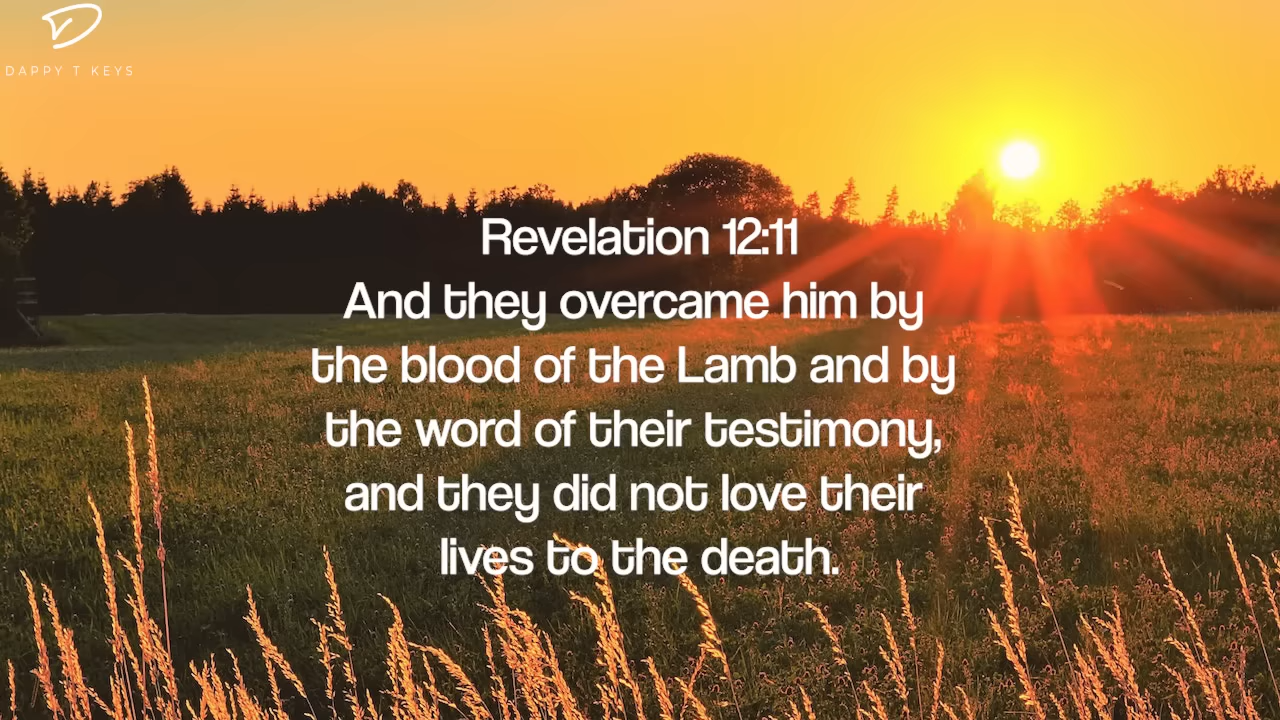 DAPPY T KEYS
Revelation 12:11
And they overcame him by
the blood of the Lamb and by
the word of their testimony,
and they did not love their
lives to the death.